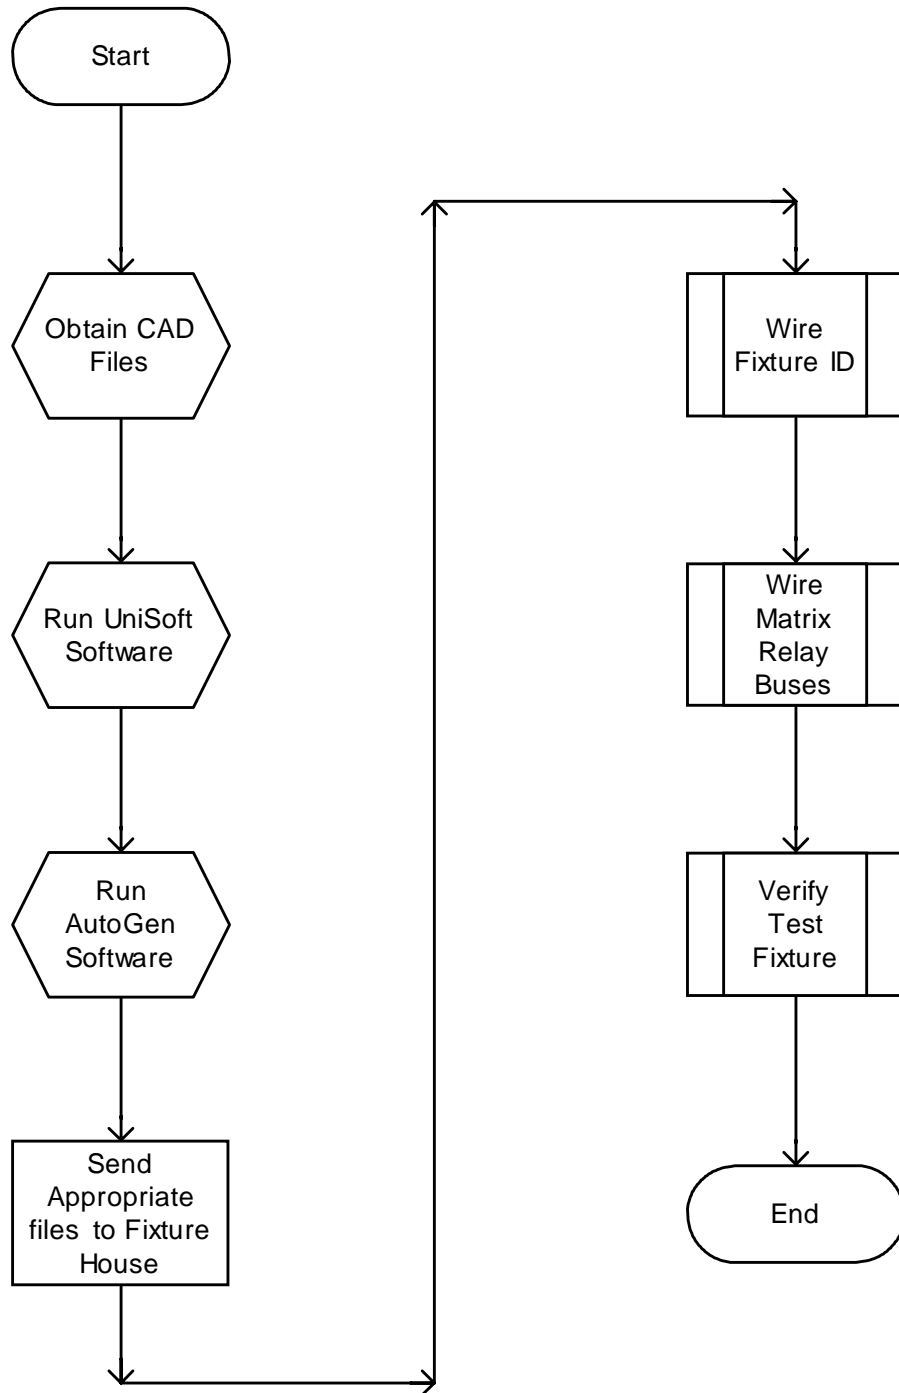 Start
Obtain CAD
Files
Run UniSoft
Software
Run
AutoGen
Software
Send
Appropriate
files to Fixture
House
Wire
Fixture ID
Wire
Matrix
Relay
Buses
Verify
Test
Fixture
End